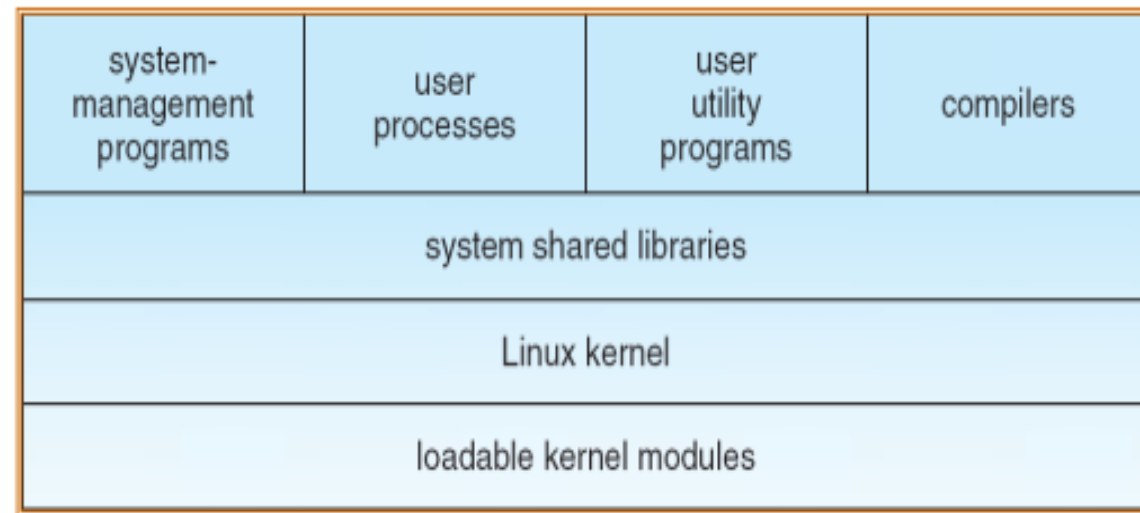 system-
management
programs
user
processes
user
utility
programs
compilers
system shared libraries
Linux kernel
loadable kernel modules